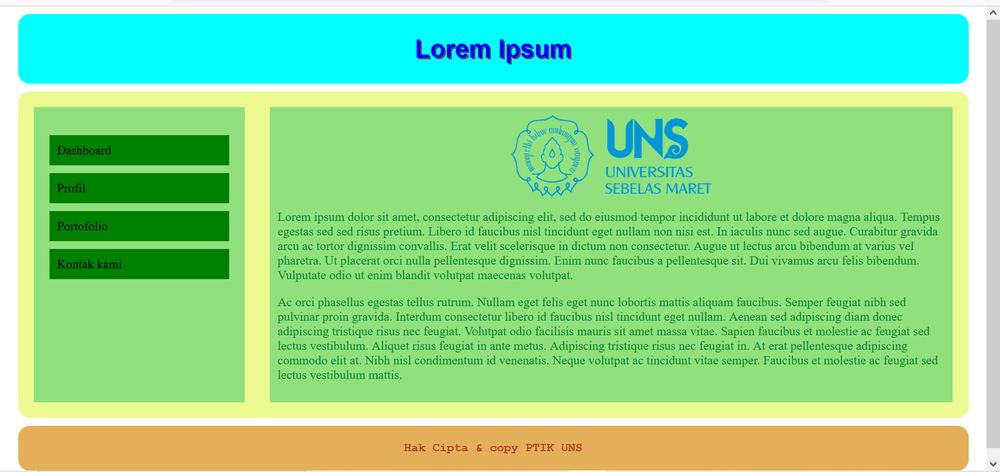 Lorem Ipsum
Dashboard
Profil
Portofolio
Kontak kami
UNS
UNIVERSITAS
SEBELAS MARET
Lorem ipsum dolor sit amet, consectetur adipiscing elit, sed do eiusmod tempor incididunt ut labore et dolore magna aliqua. Tempus
egestas sed sed risus pretium. Libero id faucibus nisl tincidunt eget nullam non nisi est. In iaculis nunc sed augue. Curabitur gravida
arcu ac tortor dignissim convallis. Erat velit scelerisque in dictum non consectetur. Augue ut lectus arcu bibendum at varius vel
pharetra. Ut placerat orci nulla pellentesque dignissim. Enim nunc faucibus a pellentesque sit. Dui vivamus arcu felis bibendum.
Vulputate odio ut enim blandit volutpat maecenas volutpat.
Ac orci phasellus egestas tellus rutrum. Nullam eget felis eget nunc lobortis mattis aliquam faucibus. Semper feugiat nibh sed
pulvinar proin gravida. Interdum consectetur libero id faucibus nisl tincidunt eget nullam. Aenean sed adipiscing diam donec
adipiscing tristique risus nec feugiat. Volutpat odio facilisis mauris sit amet massa vitae. Sapien faucibus et molestie ac feugiat sed
lectus vestibulum. Aliquet risus feugiat in ante metus. Adipiscing tristique risus nec feugiat in. At erat pellentesque adipiscing
commodo elit at. Nibh nisl condimentum id venenatis. Neque volutpat ac tincidunt vitae semper. Faucibus et molestie ac feugiat sed
lectus vestibulum mattis.
Hak Cipta & copy PTIK UNS